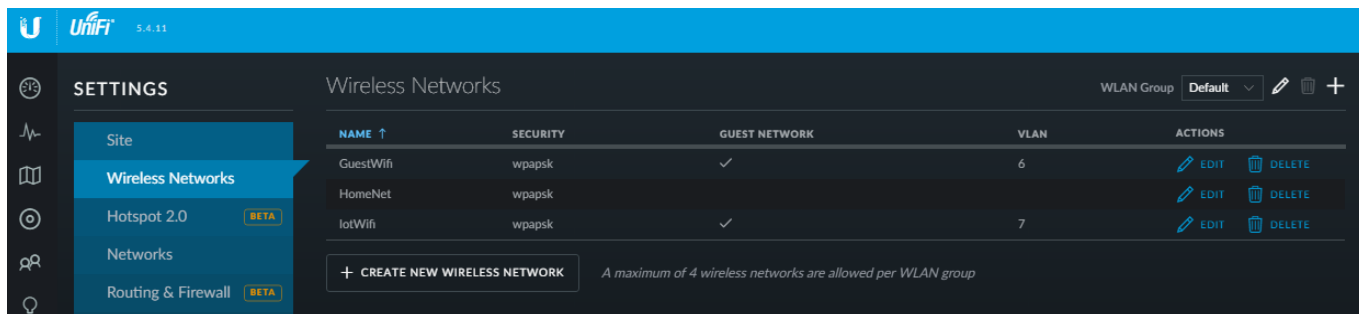 UniFi 5.4.11
SETTINGS
Site
Wireless Networks
Hotspot 2.0 BETA
Networks
Routing & Firewall BETA
Wireless Networks
WLAN Group Default
NAME ↑ SECURITY GUEST NETWORK VLAN ACTIONS
GuestWifi wpapsk ✓ 6 EDIT DELETE
HomeNet wpapsk EDIT DELETE
IotWifi wpapsk ✓ 7 EDIT DELETE
+ CREATE NEW WIRELESS NETWORK A maximum of 4 wireless networks are allowed per WLAN group